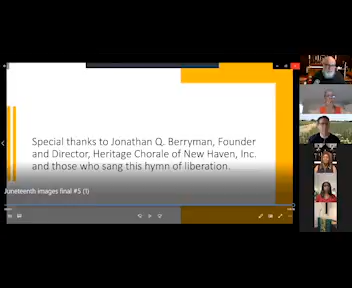 Special thanks to Jonathan Q. Berryman, Founder
and Director, Heritage Chorale of New Haven, Inc.
and those who sang this hymn of liberation.
Juneteenth images final #5 (1)